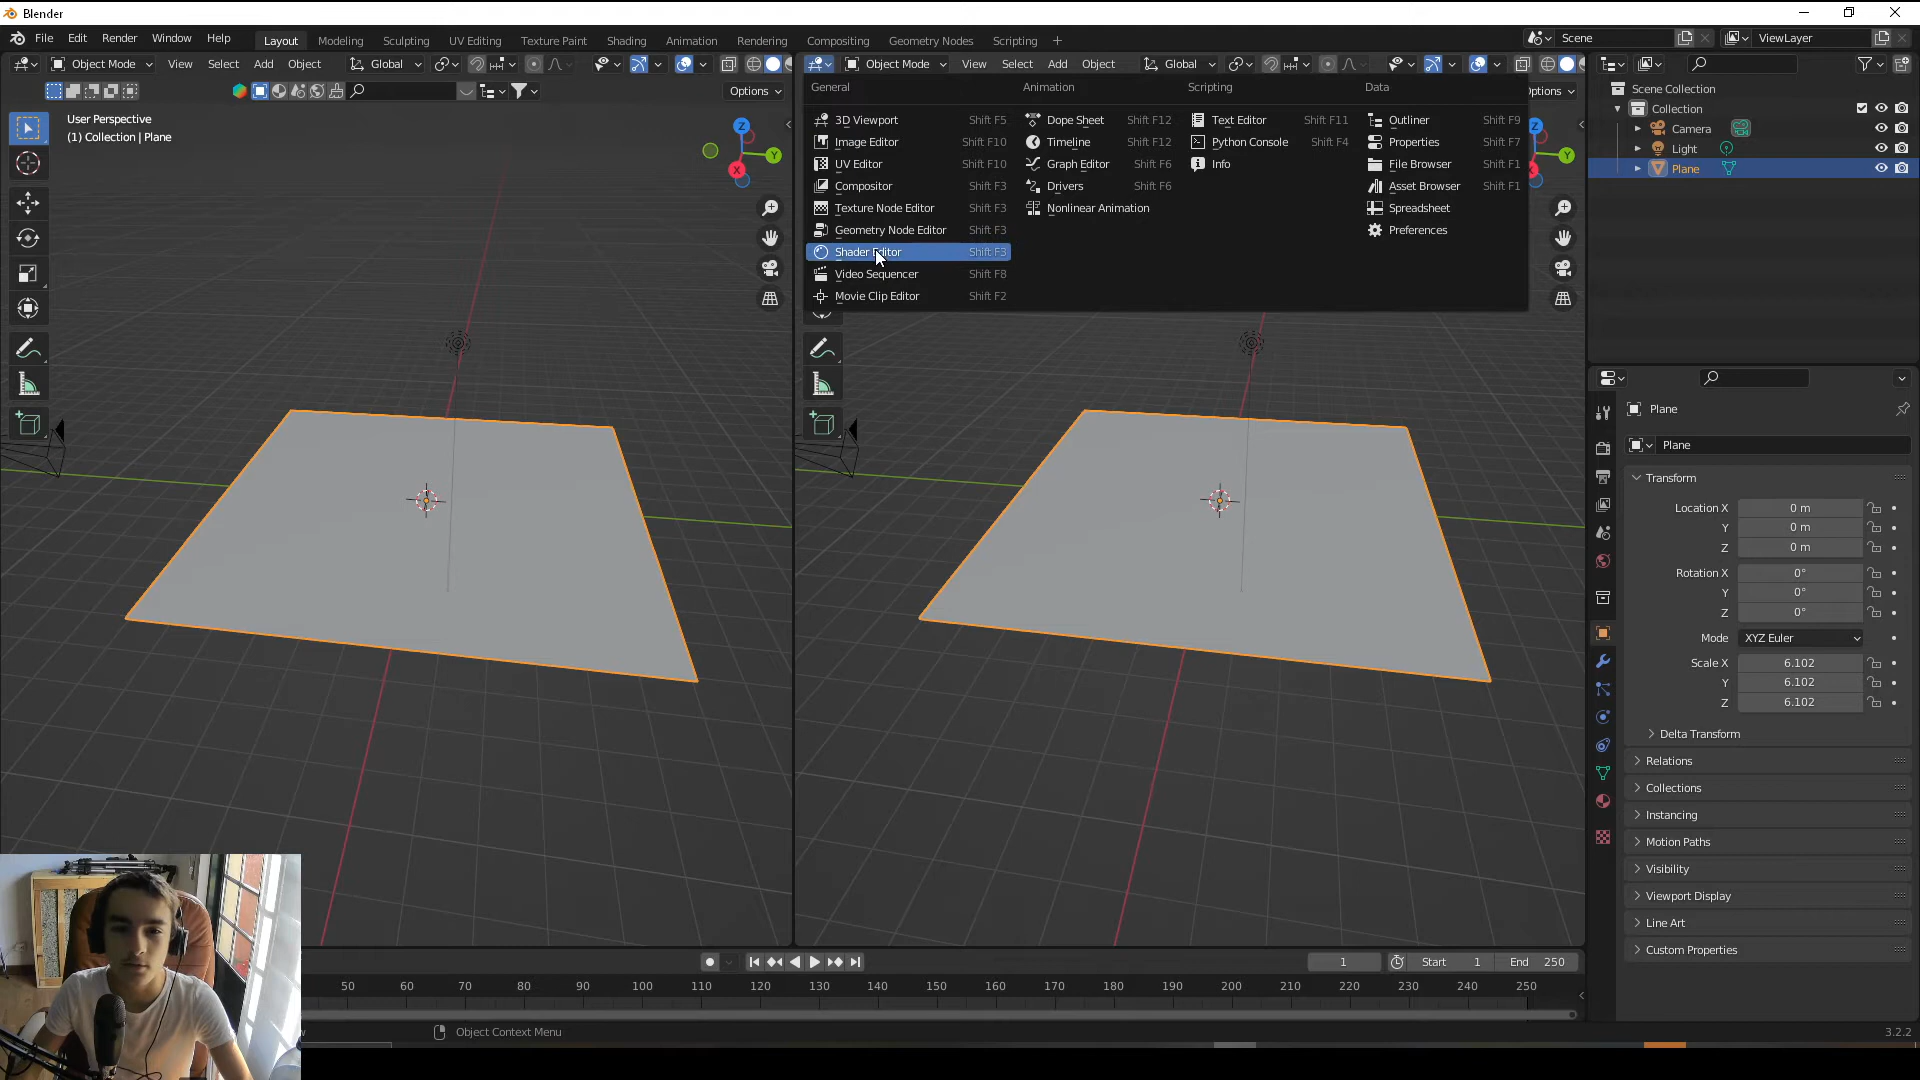 Blender
File Edit Render Window Help
Layout Modeling Sculpting UV Editing Texture Paint Shading Animation Rendering Compositing Geometry Nodes Scripting +
Scene
ViewLayer
Object Mode View Select Add Object Global
Object Mode View Select Add Object Global
Options
ptions
User Perspective
(1) Collection | Plane
X
Y
Z
Y
General
3D Viewport Shift F5
Image Editor Shift F10
UV Editor Shift F10
Compositor Shift F3
Texture Node Editor Shift F3
Geometry Node Editor Shift F3
Shader Editor Shift F3
Video Sequencer Shift F8
Movie Clip Editor Shift F2
Animation
Dope Sheet Shift F12
Timeline Shift F12
Graph Editor Shift F6
Drivers Shift F6
Nonlinear Animation
Scripting
Text Editor Shift F11
Python Console Shift F4
Info
Data
Outliner Shift F9
Properties Shift F7
File Browser Shift F1
Asset Browser Shift F1
Spreadsheet
Preferences
Scene Collection
Collection
Camera
Light
Plane
Plane
Plane
Transform
Location X 0 m
Y 0 m
Z 0 m
Rotation X 0°
Y 0°
Z 0°
Mode XYZ Euler
Scale X 6.102
Y 6.102
Z 6.102
Delta Transform
Relations
Collections
Instancing
Motion Paths
Visibility
Viewport Display
Line Art
Custom Properties
1 Start 1 End 250
50 60 70 80 90 100 110 120 130 140 150 160 170 180 190 200 210 220 230 240 250
Object Context Menu
3.2.2